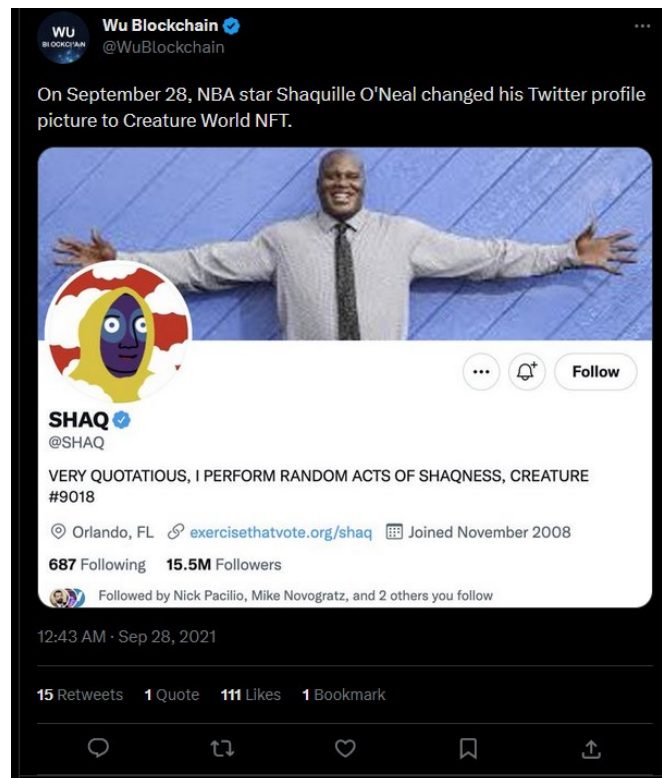 WU
BLOCKCHAIN
Wu Blockchain
@WuBlockchain
On September 28, NBA star Shaquille O'Neal changed his Twitter profile
picture to Creature World NFT.
Follow
SHAQ
@SHAQ
VERY QUOTATIOUS, I PERFORM RANDOM ACTS OF SHAQNESS, CREATURE
#9018
Orlando, FL exercisethatvote.org/shaq Joined November 2008
687 Following 15.5M Followers
Followed by Nick Pacilio, Mike Novogratz, and 2 others you follow
12:43 AM · Sep 28, 2021
15 Retweets 1 Quote 111 Likes 1 Bookmark